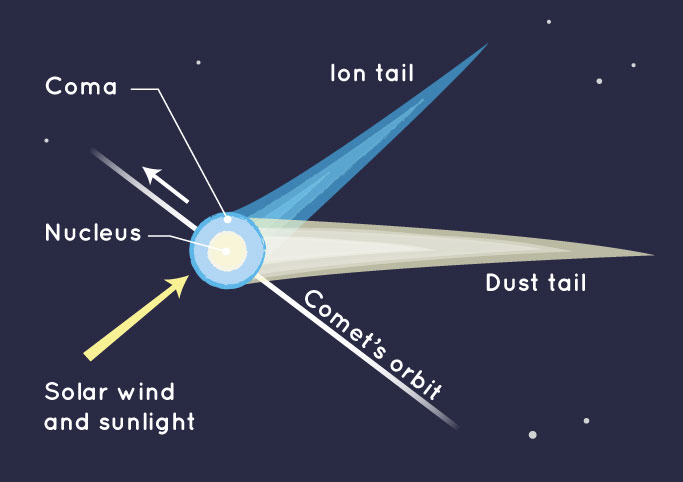 Ion tail
Coma
Nucleus
Dust tail
Comet's orbit
Solar wind
and sunlight